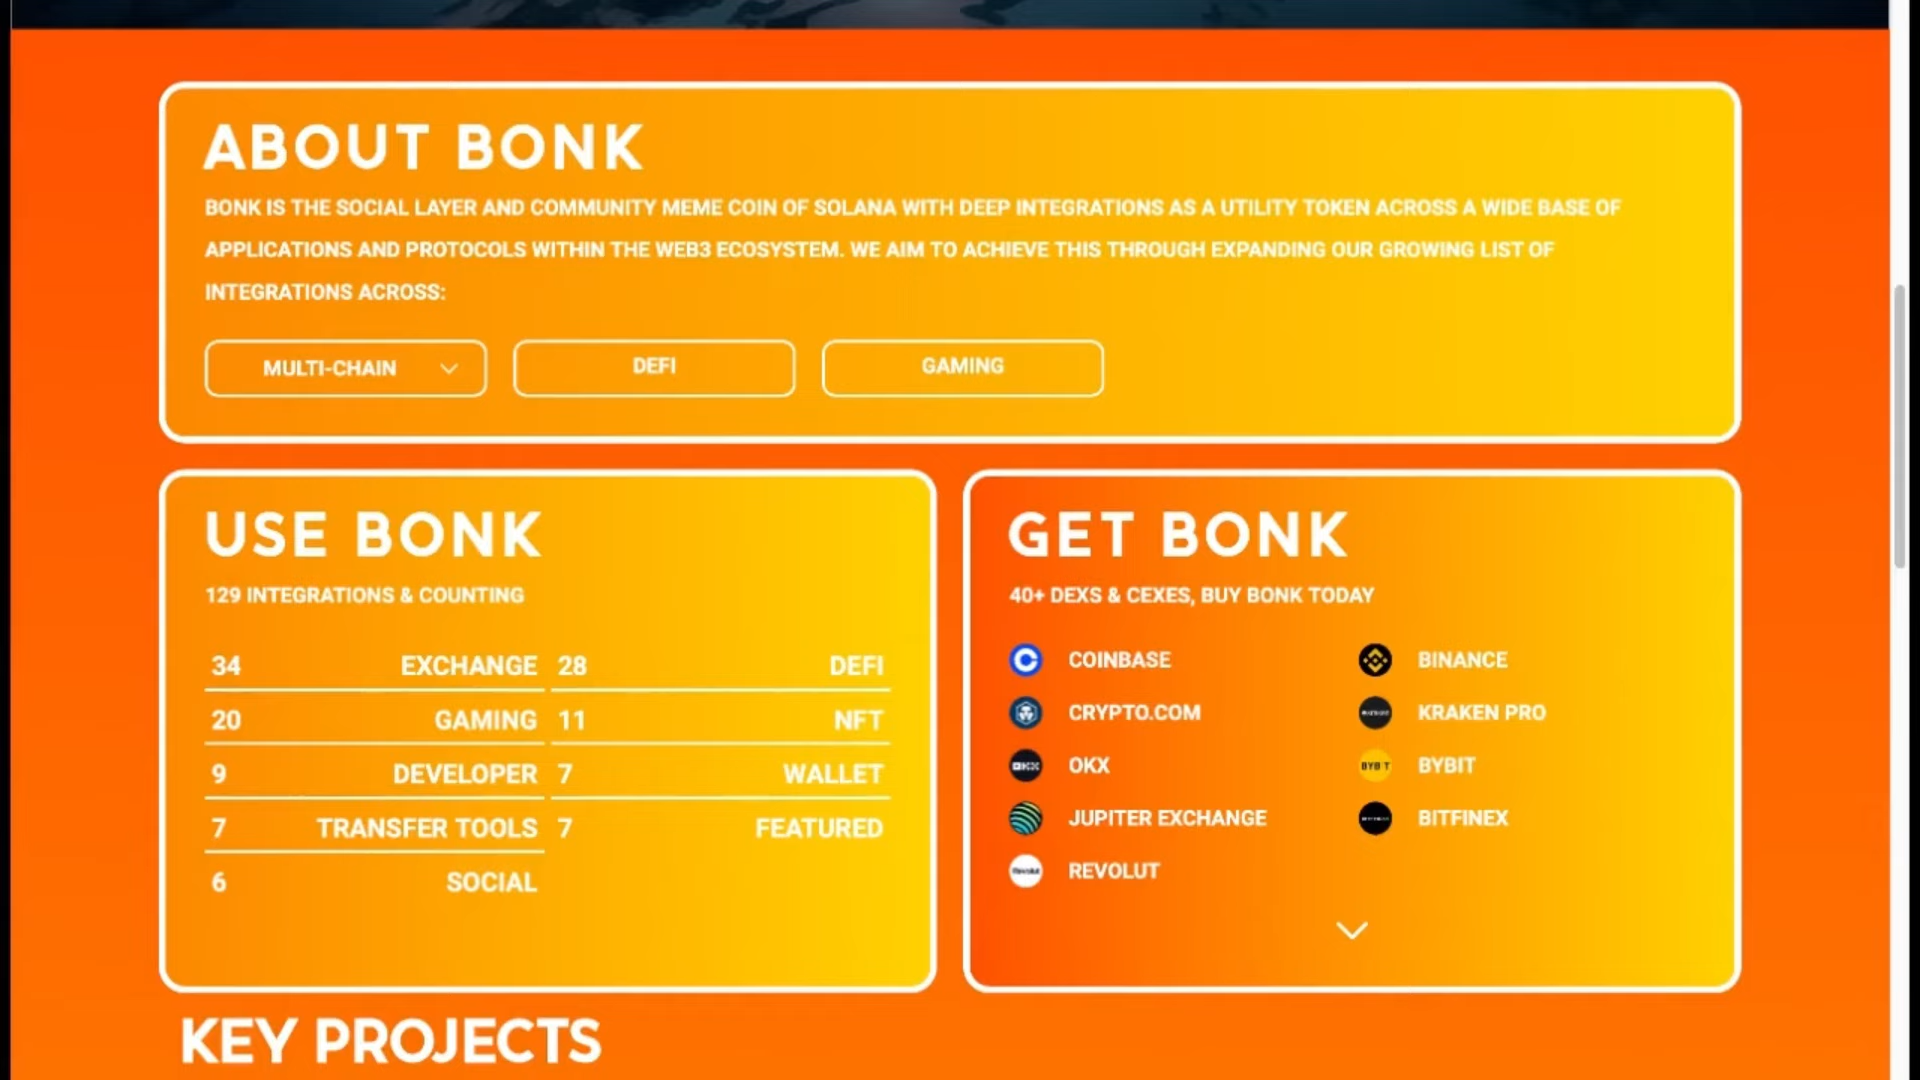 ABOUT BONK
BONK IS THE SOCIAL LAYER AND COMMUNITY MEME COIN OF SOLANA WITH DEEP INTEGRATIONS AS A UTILITY TOKEN ACROSS A WIDE BASE OF
APPLICATIONS AND PROTOCOLS WITHIN THE WEB3 ECOSYSTEM. WE AIM TO ACHIEVE THIS THROUGH EXPANDING OUR GROWING LIST OF
INTEGRATIONS ACROSS:
MULTI-CHAIN DEFI GAMING
USE BONK
129 INTEGRATIONS & COUNTING
34 EXCHANGE 28 DEFI
20 GAMING 11 NFT
9 DEVELOPER 7 WALLET
7 TRANSFER TOOLS 7 FEATURED
6 SOCIAL
GET BONK
40+ DEXS & CEXES, BUY BONK TODAY
COINBASE BINANCE
CRYPTO.COM KRAKEN PRO
OKX OKX BYBIT BYBIT
JUPITER EXCHANGE BITFINEX
Revolut REVOLUT
KEY PROJECTS